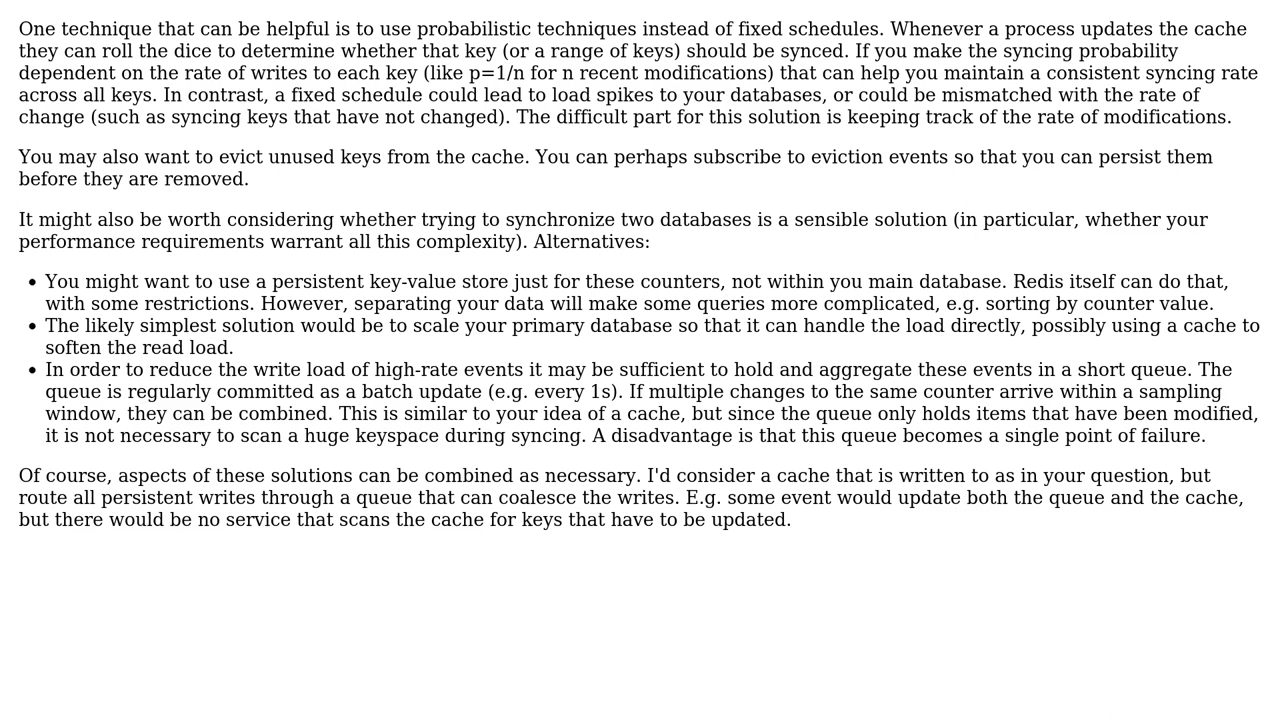 One technique that can be helpful is to use probabilistic techniques instead of fixed schedules. Whenever a process updates the cache
they can roll the dice to determine whether that key (or a range of keys) should be synced. If you make the syncing probability
dependent on the rate of writes to each key (like p=1/n for n recent modifications) that can help you maintain a consistent syncing rate
across all keys. In contrast, a fixed schedule could lead to load spikes to your databases, or could be mismatched with the rate of
change (such as syncing keys that have not changed). The difficult part for this solution is keeping track of the rate of modifications.
You may also want to evict unused keys from the cache. You can perhaps subscribe to eviction events so that you can persist them
before they are removed.
It might also be worth considering whether trying to synchronize two databases is a sensible solution (in particular, whether your
performance requirements warrant all this complexity). Alternatives:
• You might want to use a persistent key-value store just for these counters, not within you main database. Redis itself can do that,
with some restrictions. However, separating your data will make some queries more complicated, e.g. sorting by counter value.
• The likely simplest solution would be to scale your primary database so that it can handle the load directly, possibly using a cache to
soften the read load.
• In order to reduce the write load of high-rate events it may be sufficient to hold and aggregate these events in a short queue. The
queue is regularly committed as a batch update (e.g. every 1s). If multiple changes to the same counter arrive within a sampling
window, they can be combined. This is similar to your idea of a cache, but since the queue only holds items that have been modified,
it is not necessary to scan a huge keyspace during syncing. A disadvantage is that this queue becomes a single point of failure.
Of course, aspects of these solutions can be combined as necessary. I'd consider a cache that is written to as in your question, but
route all persistent writes through a queue that can coalesce the writes. E.g. some event would update both the queue and the cache,
but there would be no service that scans the cache for keys that have to be updated.